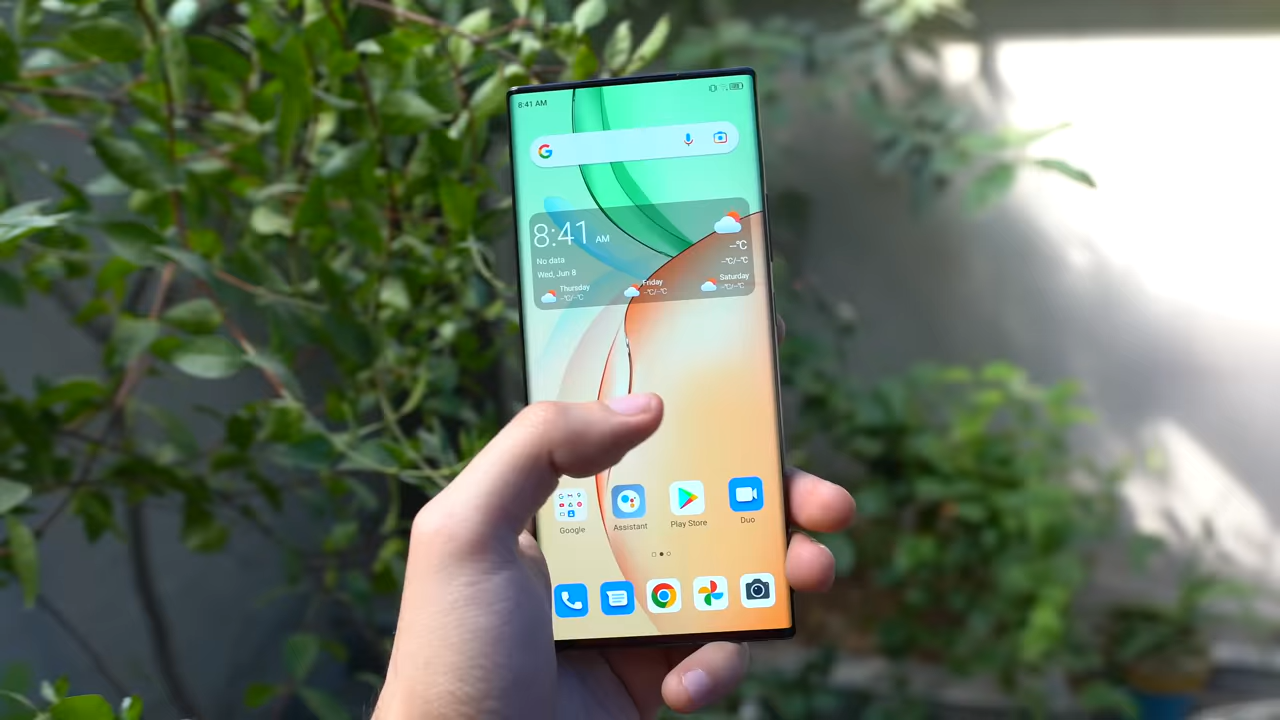 8:41 AM
8:41 AM
No data
Wed, Jun 8
--°C
--°C/--°C
Thursday
--°C/--°C
Friday
--°C/--°C
Saturday
--°C/--°C
Google
Assistant
Play Store
Duo